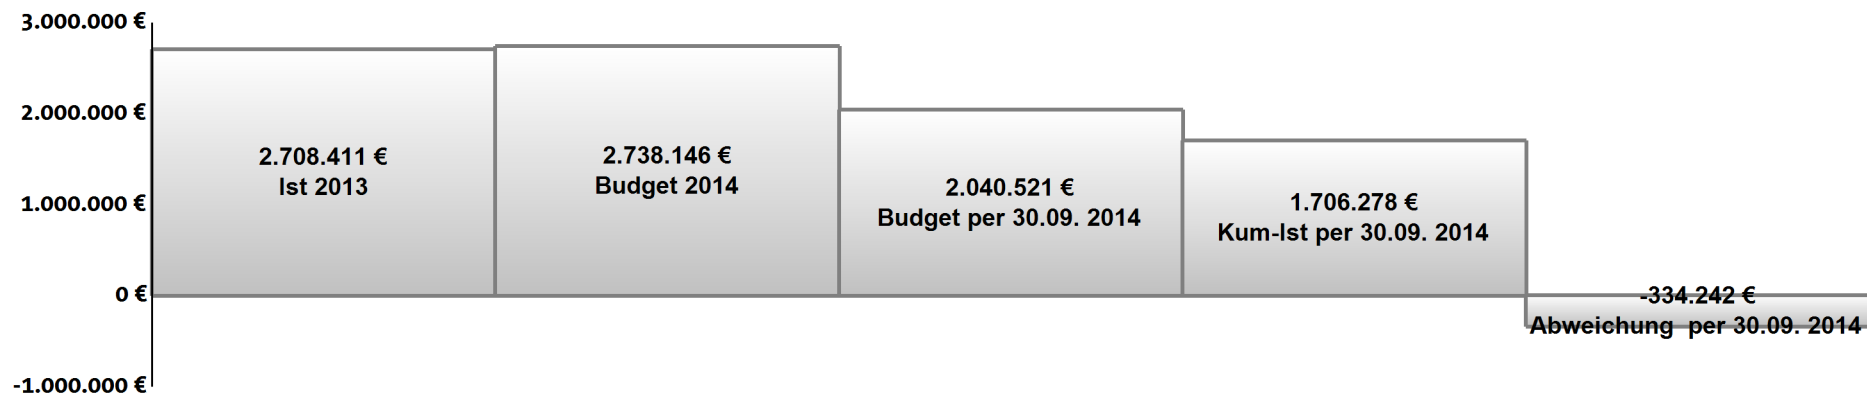 3.000.000 €
2.000.000 €
1.000.000 €
0 €
-1.000.000 €
2.708.411 €
Ist 2013
2.738.146 €
Budget 2014
2.040.521 €
Budget per 30.09. 2014
1.706.278 €
Kum-Ist per 30.09. 2014
-334.242 €
Abweichung  per 30.09. 2014